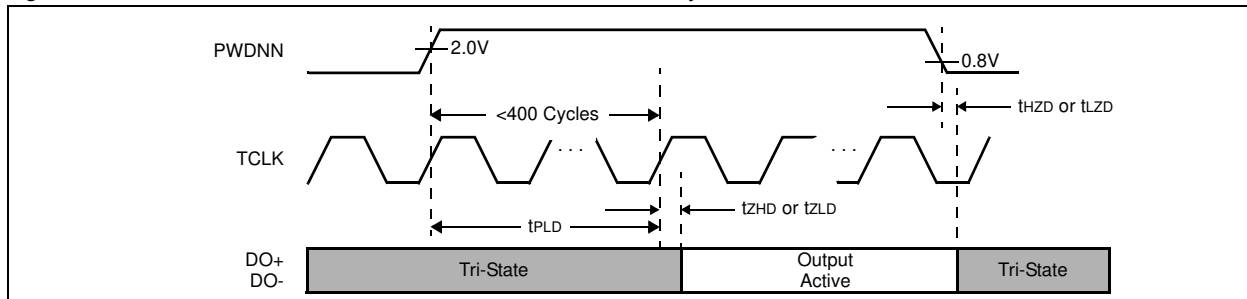 PWDNN
2.0V
0.8V
tHZD or tLZD
<400 Cycles
TCLK
. . .
. . .
tZHD or tZLD
tPLD
DO+
DO-
Tri-State
Output
Active
Tri-State